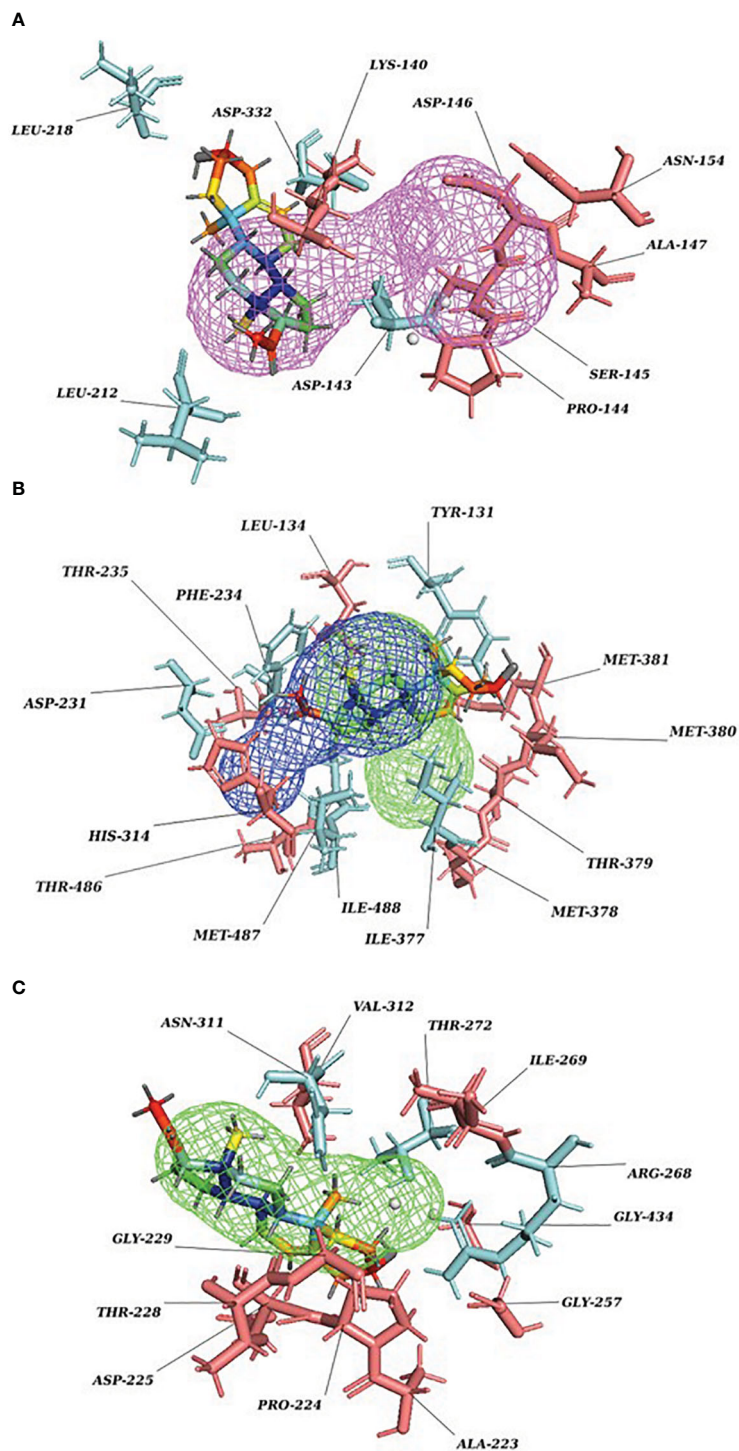 A
LYS-140
ASP-146
ASP-332
LEU-218
ASN-154
ALA-147
ASP-143
SER-145
LEU-212
PRO-144
B
TYR-131
LEU-134
THR-235
PHE-234
MET-381
ASP-231
MET-380
HIS-314
THR-379
THR-486
ILE-488
MET-378
MET-487
ILE-377
C
VAL-312
ASN-311
THR-272
ILE-269
ARG-268
GLY-434
GLY-229
GLY-257
THR-228
ASP-225
PRO-224
ALA-223